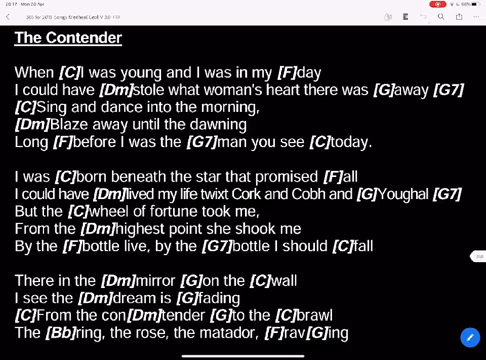 The Contender
When [C]I was young and I was in my [F]day
I could have [Dm]stole what woman's heart there was [G]away [G7]
[C]Sing and dance into the morning,
[Dm]Blaze away until the dawning
Long [F]before I was the [G7]man you see [C]today.
I was [C]born beneath the star that promised [F]all
I could have [Dm]lived my life twixt Cork and Cobh and [G]Youghal [G7]
But the [C]wheel of fortune took me,
From the [Dm]highest point she shook me
By the [F]bottle live, by the [G7]bottle I should [C]fall
There in the [Dm]mirror [G]on the [C]wall
I see the [Dm]dream is [G]fading
[C]From the con[Dm]tender [G]to the [C]brawl
The [Bb]ring, the rose, the matador, [F]rav[G]ing